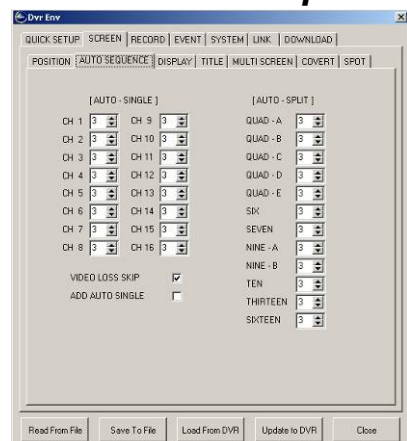 Dvr Env
QUICK SETUP SCREEN RECORD EVENT SYSTEM LINK DOWNLOAD
POSITION AUTO SEQUENCE DISPLAY TITLE MULTI SCREEN COVERT SPOT
[ AUTO - SINGLE ] [ AUTO - SPLIT ]
CH 1 3 CH 9 3 QUAD - A 3
CH 2 3 CH 10 3 QUAD - B 3
CH 3 3 CH 11 3 QUAD - C 3
CH 4 3 CH 12 3 QUAD - D 3
CH 5 3 CH 13 3 QUAD - E 3
CH 6 3 CH 14 3 SIX 3
CH 7 3 CH 15 3 SEVEN 3
CH 8 3 CH 16 3 NINE - A 3
NINE - B 3
VIDEO LOSS SKIP TEN 3
ADD AUTO SINGLE THIRTEEN 3
SIXTEEN 3
Read From File Save To File Load From DVR Update to DVR Close